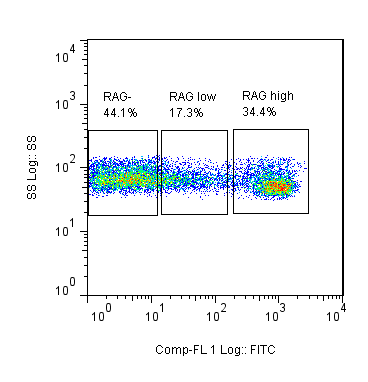 10^4
10^3
10^2
10^1
10^0
SS Log:: SS
RAG-
44.1%
RAG low
17.3%
RAG high
34.4%
10^0 10^1 10^2 10^3 10^4
Comp-FL 1 Log:: FITC